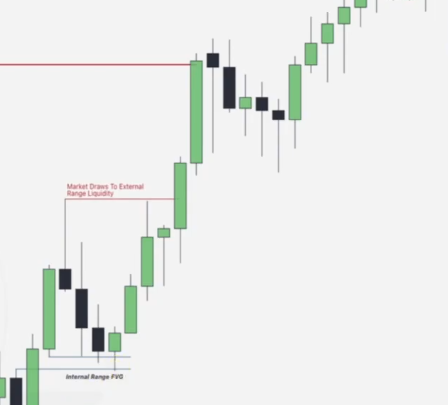 Market Draws To External
Range Liquidity
Internal Range FVG